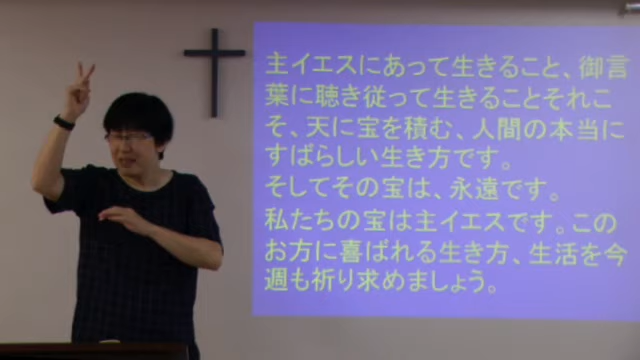 主イエスにあって生きること、御言
葉に聴き従って生きることそれこ
そ、天に宝を積む、人間の本当に
すばらしい生き方です。
そしてその宝は、永遠です。
私たちの宝は主イエスです。この
お方に喜ばれる生き方、生活を今
週も祈り求めましょう。